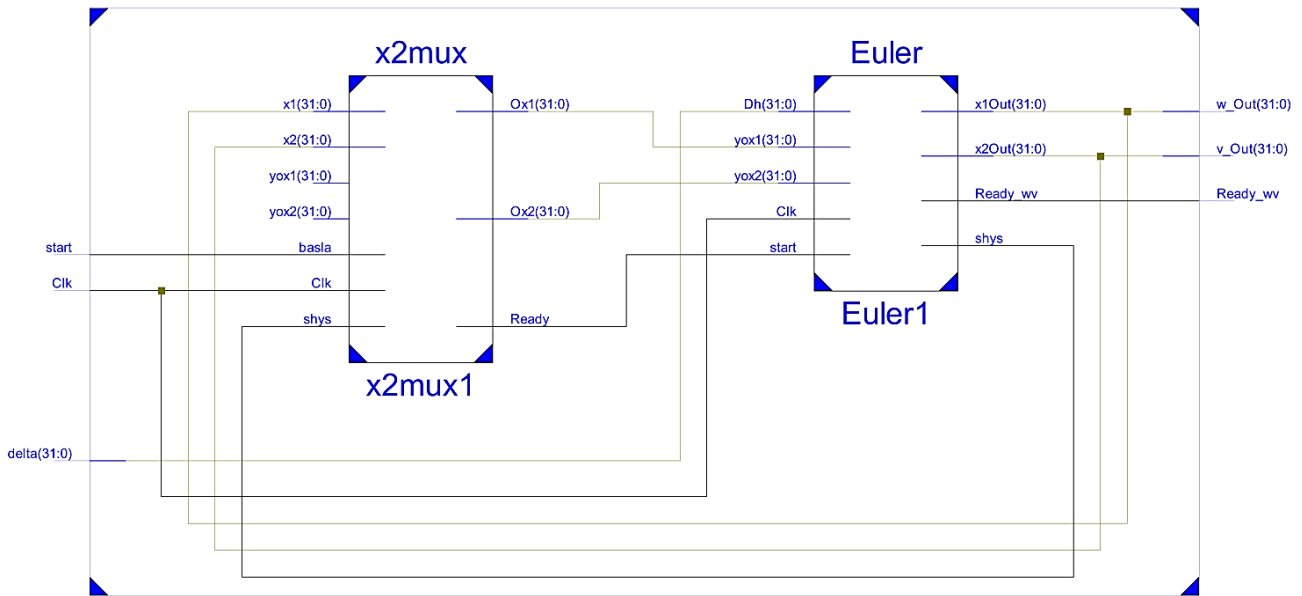 x2mux
Euler
x1(31:0)
Ox1(31:0)
Dh(31:0)
x1Out(31:0)
w_Out(31:0)
x2(31:0)
yox1(31:0)
x2Out(31:0)
v_Out(31:0)
yox1(31:0)
yox2(31:0)
Ready_wv
Ready_wv
yox2(31:0)
Ox2(31:0)
Clk
start
basla
start
shys
Clk
Clk
shys
Ready
Euler1
x2mux1
delta(31:0)